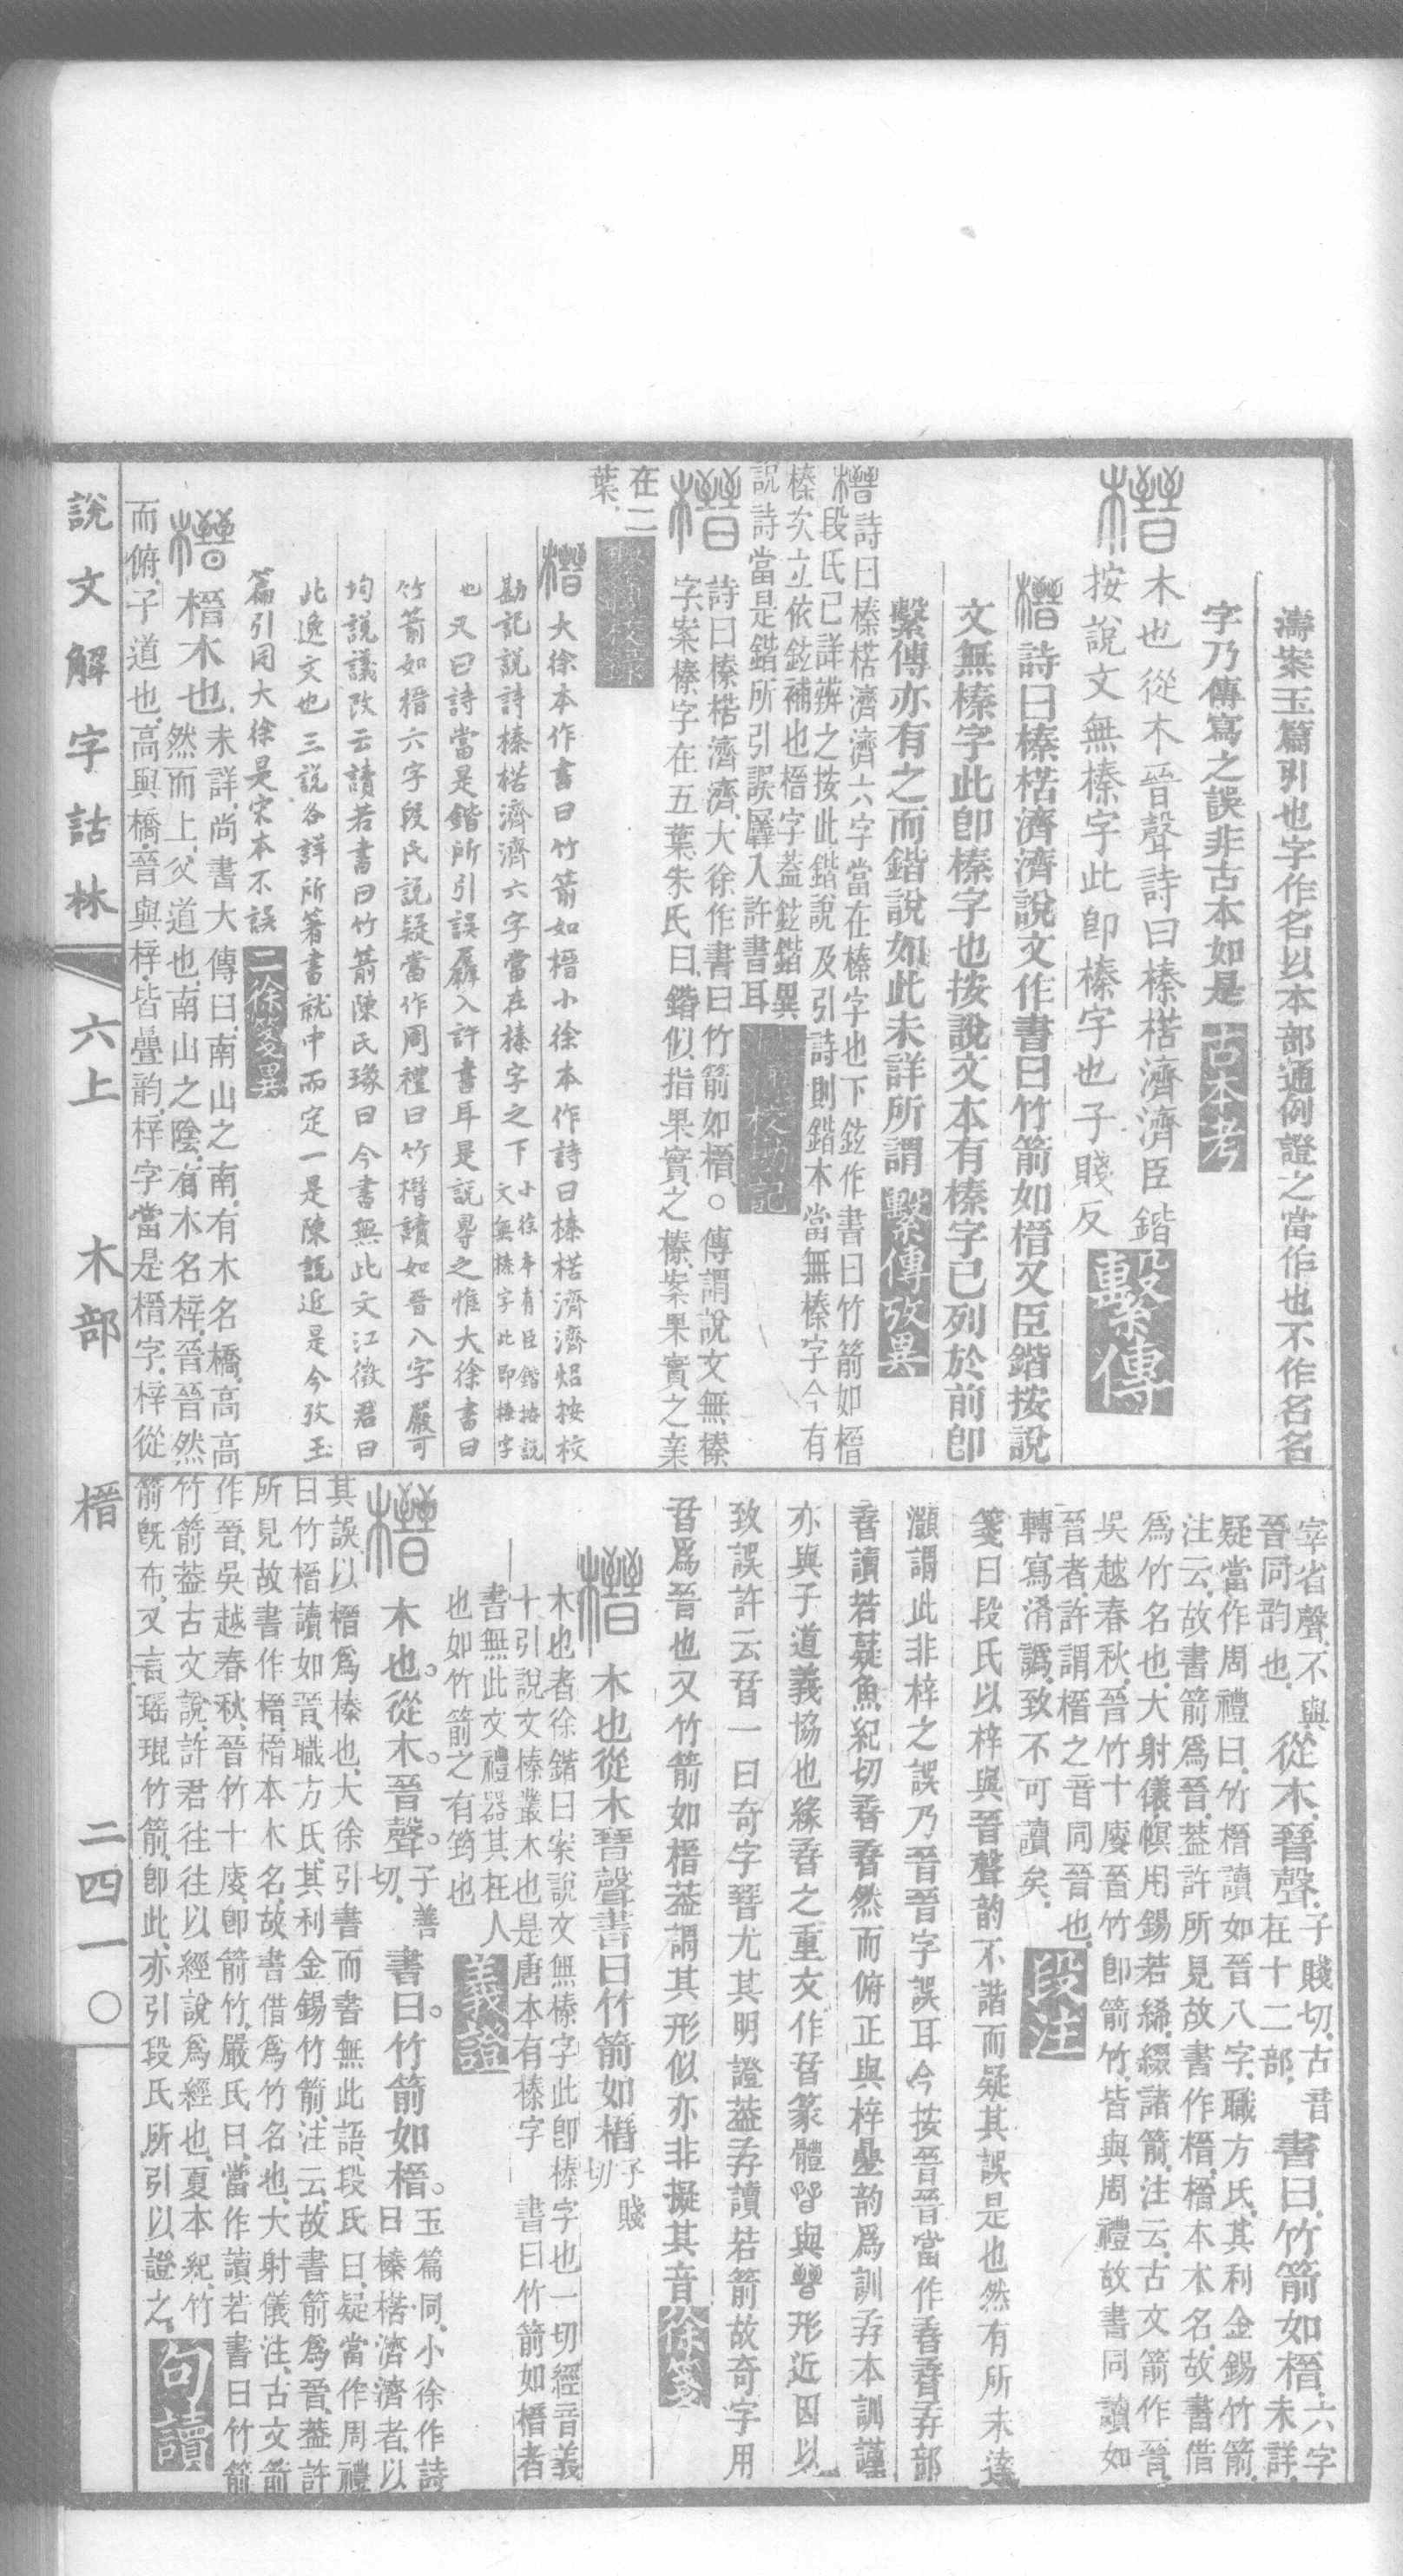 濤案玉篇引也字作名以本部通例證之當作也不作名名
字乃傳寫之誤非古本如是 古本考
木也從木晉聲詩曰榛楛濟濟臣鍇
按說文無榛字此即榛字也子賤反 繫傳
詩曰榛楛濟濟說文作書曰竹箭如榗又臣鍇按說
文無榛字此卽榛字也按說文本有榛字已列於前卽
繫傳亦有之而鍇說如此未詳所謂 繫傳攷異
詩曰榛楛濟濟六字當在榛字也下鉉作書曰竹箭如榗
段氏已詳辨之按此鍇說及引詩則鍇本當無榛字今有
榛次立依鉉補也榗字葢鉉鍇異
說詩當是鍇所引誤羼入許書耳 校勘記
榗 詩曰榛楛濟濟大徐作書曰竹箭如榗○傳謂說文無榛
字案榛字在五葉朱氏曰鍇似指果實之榛案果實之亲
在二
葉
榗大徐本作書曰竹箭如榗小徐本作詩曰榛楛濟濟炤按校
勘記說詩榛楛濟濟六字當在榛字之下小徐本有臣鍇按說文無榛字此即榛字
也又曰詩當是鍇所引誤羼入許書耳是說尋之惟大徐書曰
竹箭如榗六字段氏說疑當作周禮曰竹榗讀如晉八字嚴可
均說議改云讀若書曰竹箭陳氏瑑曰今書無此文江徵君曰
此逸文也三說各詳所著書就中而定一是陳說近是今攷玉
篇引同大徐是宋本不誤 二徐箋異
榗 榗木也未詳尚書大傳曰南山之南有木名橋高高
然而上父道也南山之陰有木名梓晉晉然
而俯子道也高與橋晉與梓皆疊韵梓字當是榗字梓從
宰省聲不與
晉同韵也從木晉聲子賤切古音在十二部書曰竹箭如榗六字未詳
疑當作周禮曰竹榗讀如晉八字職方氏其利金錫竹箭
注云故書箭爲晉葢許所見故書作榗榗本木名故書借
爲竹名也大射儀幎用錫若絺綴諸箭注云古文箭作晉
吳越春秋晉竹十廋晉竹卽箭竹皆與周禮故書同讀如
晉者許謂榗之音同晉也
轉寫淆譌致不可讀矣 段注
箋曰段氏以梓與晉聲韵不諧而疑其誤是也然有所未達
灝謂此非梓之誤乃晉晉字誤耳今按晉晉當作㬜㬜孨部
㬜讀若薿魚紀切㬜㬜然而俯正與梓曡韵爲訓孨本訓謹
亦與子道義協也緣㬜之重文作篆體與形近因以
致誤許云一曰奇字晉尤其明證葢孨讀若箭故奇字用
爲晉也又竹箭如榗葢謂其形似亦非擬其音 徐箋
榗 木也從木晉聲書曰竹箭如榗子賤切
木也者徐鍇曰案說文無榛字此卽榛字也一切經音義
十引說文榛叢木也是唐本有榛字 書曰竹箭如榗者
書無此文禮器其在人
也如竹箭之有筠也 義證
榗 木也從木晉聲子善切書曰竹箭如榗玉篇同小徐作詩曰榛楛濟濟者以
其誤以榗爲榛也大徐引書而書無此語段氏曰疑當作周禮
曰竹榗讀如晉職方氏其利金錫竹箭注云故書箭爲晉葢許
所見故書作榗榗本木名故書借爲竹名也大射儀注古文箭
作晉吳越春秋晉竹十廋卽箭竹嚴氏曰當作讀若書曰竹箭
竹箭葢古文說許君往往以經說爲經也夏本紀竹
箭旣布又言瑤琨竹箭卽此亦引段氏所引以證之 句讀
說文解字詁林 六上 木部 榗 二四一〇